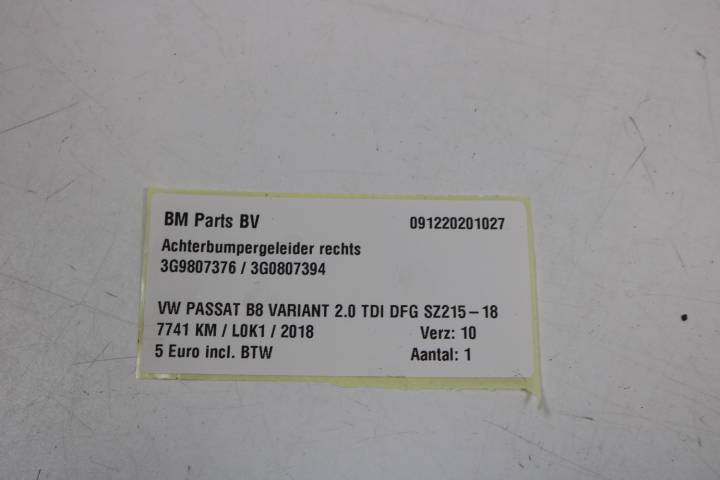 BM Parts BV 091220201027
Achterbumpergeleider rechts
3G9807376 / 3G0807394
VW PASSAT B8 VARIANT 2.0 TDI DFG SZ215-18
7741 KM / L0K1 / 2018 Verz: 10
5 Euro incl. BTW Aantal: 1